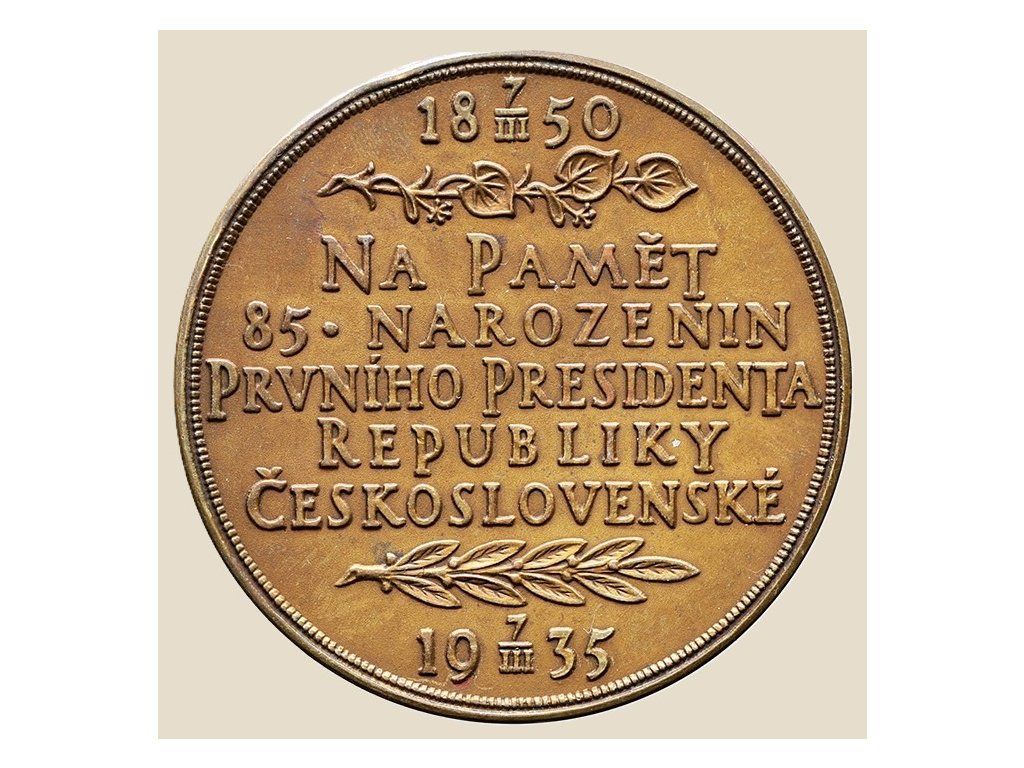 18 7/III 50
NA PAMĚT
85. NAROZENIN
PRVNÍHO PRESIDENTA
REPUBLIKY
ČESKOSLOVENSKÉ
19 7/III 35